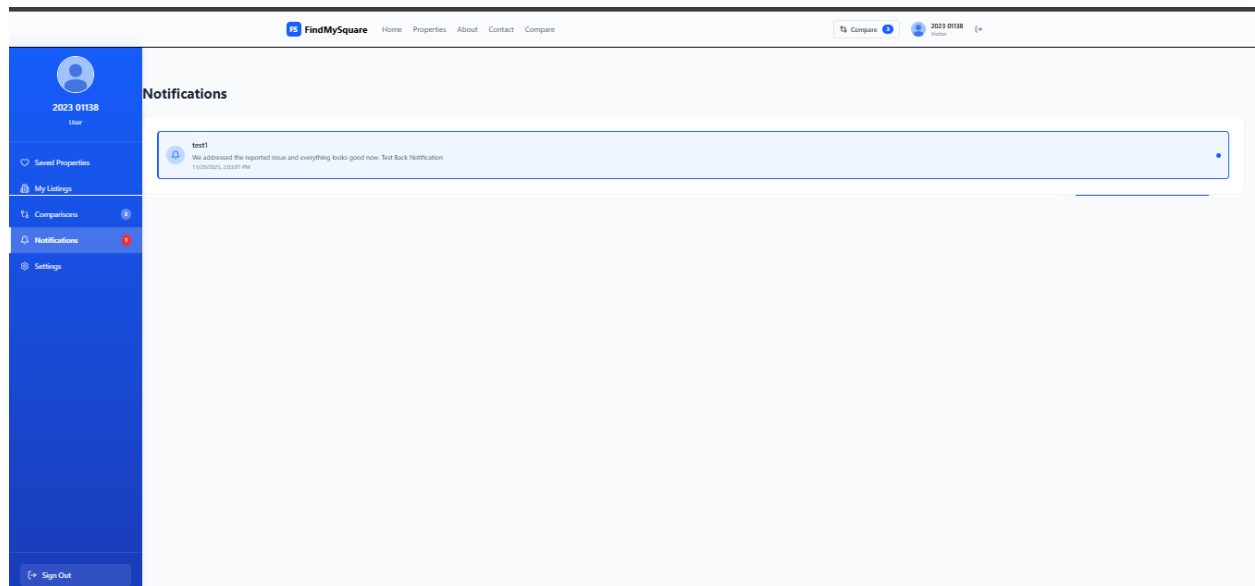 FS FindMySquare Home Properties About Contact Compare Compare 3 2023 01138
Visitor
2023 01138
User
Saved Properties
My Listings
Comparisons 3
Notifications 1
Settings
Sign Out
Notifications
test1
We addressed the reported issue and everything looks good now. Test Back Notification
11/29/2025, 2:03:01 PM